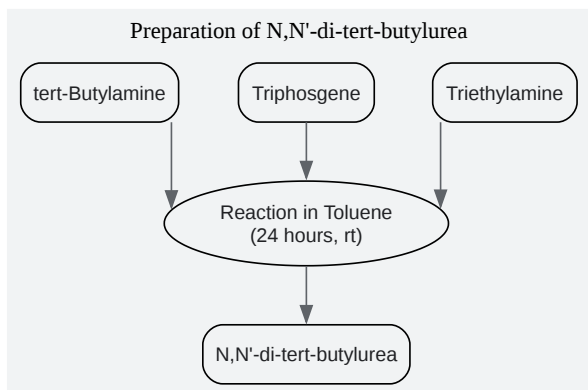 Preparation of N,N'-di-tert-butylurea
tert-Butylamine
Triphosgene
Triethylamine
Reaction in Toluene
(24 hours, rt)
N,N'-di-tert-butylurea